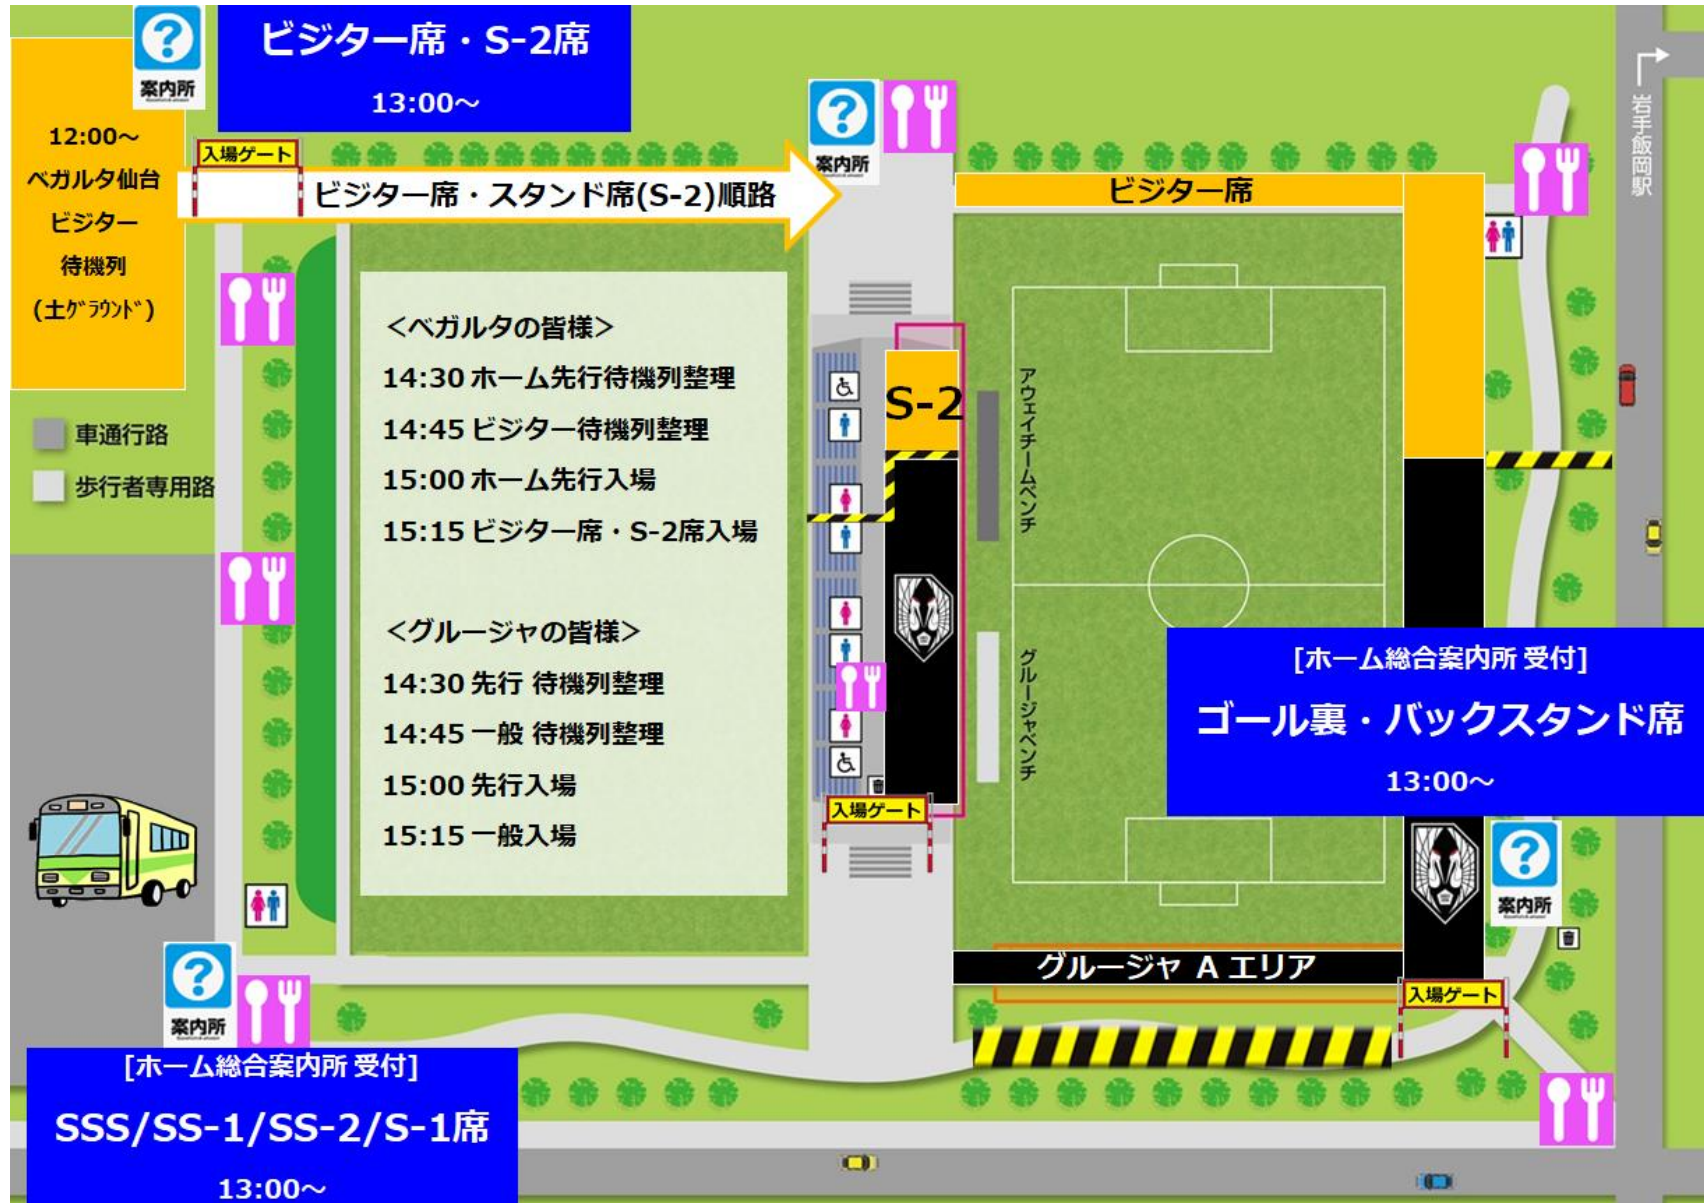 案内所
ビジター席・S-2席
13:00～
12:00～
ベガルタ仙台
ビジター
待機列
(土ｸﾞﾗｳﾝﾄﾞ)
入場ゲート
ビジター席・スタンド席(S-2)順路
案内所
ビジター席
岩手飯岡駅
車通行路
歩行者専用路
＜ベガルタの皆様＞
14:30 ホーム先行待機列整理
14:45 ビジター待機列整理
15:00 ホーム先行入場
15:15 ビジター席・S-2席入場
＜グルージャの皆様＞
14:30 先行 待機列整理
14:45 一般 待機列整理
15:00 先行入場
15:15 一般入場
S-2
アウェイチームベンチ
グルージャベンチ
入場ゲート
[ホーム総合案内所 受付]
ゴール裏・バックスタンド席
13:00～
案内所
グルージャ A エリア
入場ゲート
案内所
[ホーム総合案内所 受付]
SSS/SS-1/SS-2/S-1席
13:00～